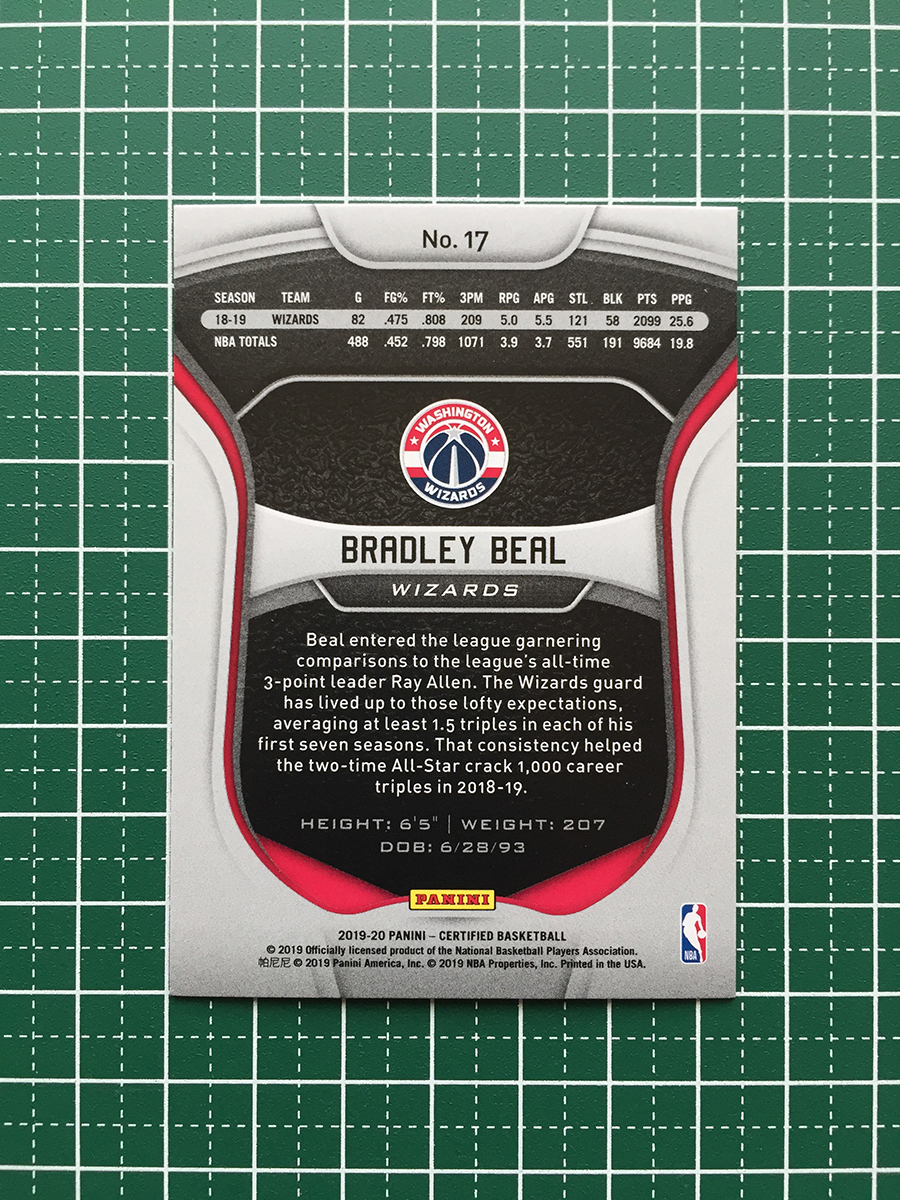 No. 17
SEASON TEAM G FG% FT% 3PM RPG APG STL BLK PTS PPG
18-19 WIZARDS 82 .475 .808 209 5.0 5.5 121 58 2099 25.6
NBA TOTALS 488 .452 .798 1071 3.9 3.7 551 191 9684 19.8
WASHINGTON
WIZARDS
BRADLEY BEAL
WIZARDS
Beal entered the league garnering
comparisons to the league's all-time
3-point leader Ray Allen. The Wizards guard
has lived up to those lofty expectations,
averaging at least 1.5 triples in each of his
first seven seasons. That consistency helped
the two-time All-Star crack 1,000 career
triples in 2018-19.
HEIGHT: 6'5" | WEIGHT: 207
DOB: 6/28/93
PANINI
2019-20 PANINI – CERTIFIED BASKETBALL
© 2019 Officially licensed product of the National Basketball Players Association.
帕尼尼 © 2019 Panini America, Inc. © 2019 NBA Properties, Inc. Printed in the USA.
NBA